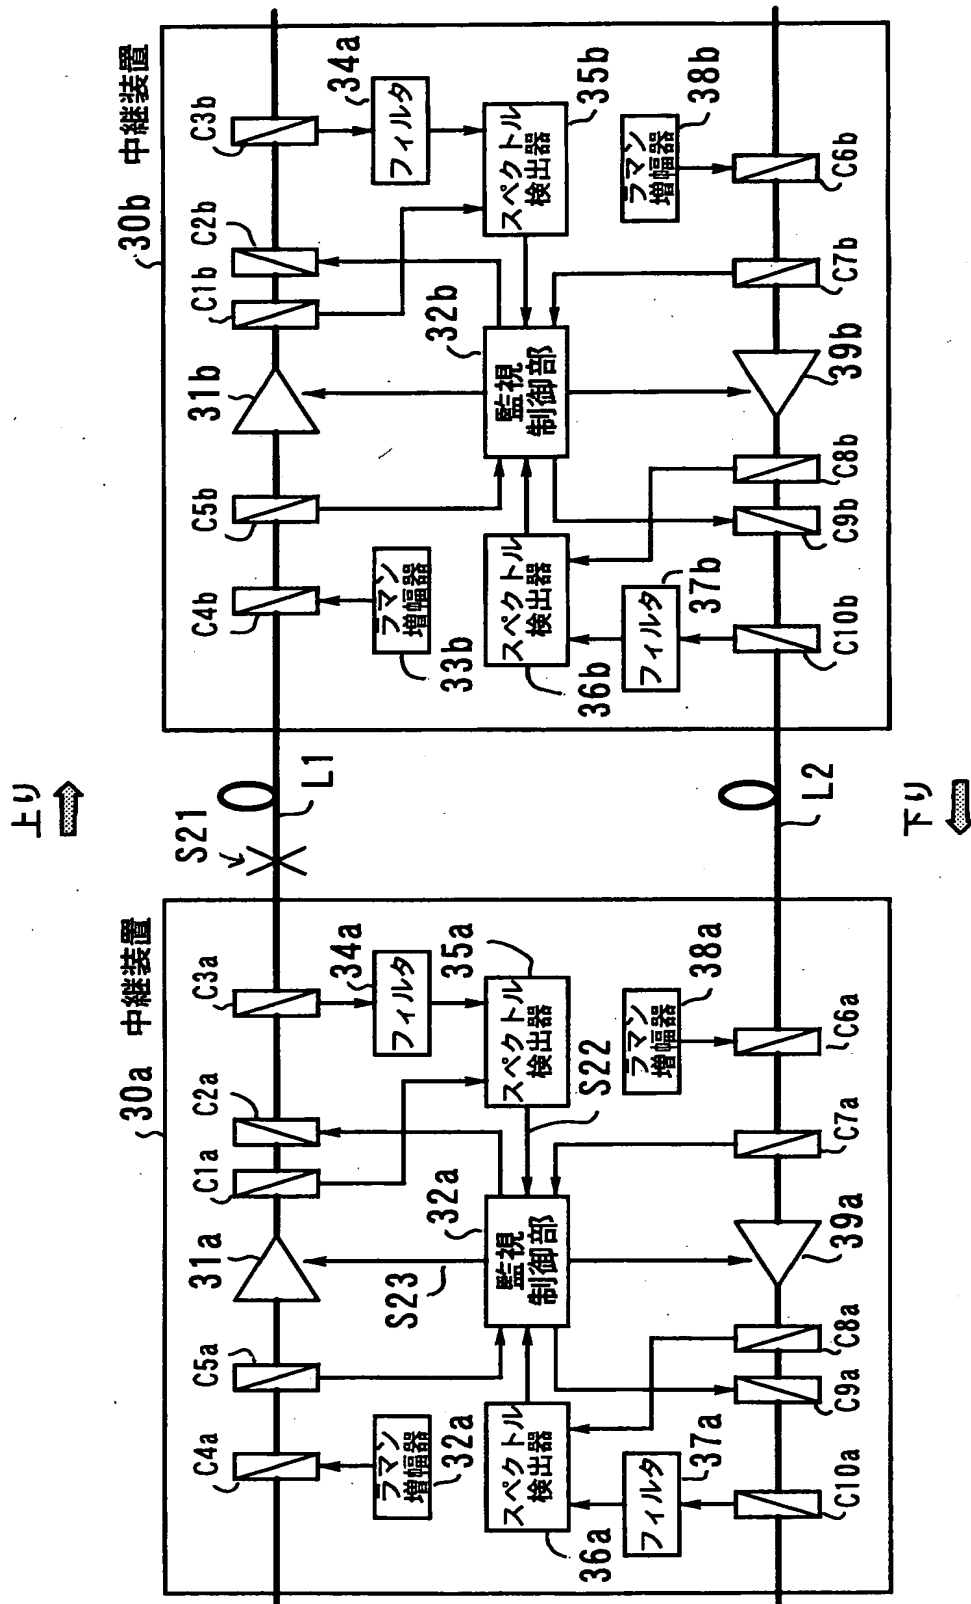 上り
中継装置
30a
C4a
C5a
31a
C1a
C2a
C3a
S21
L1
S23
32a
34a
フィルタ
35a
ラマン
増幅器
32a
スペクトル
検出器
36a
監視
制御部
スペクトル
検出器
S22
フィルタ
37a
ラマン
増幅器
38a
C10a
C9a
C8a
39a
C7a
C6a
L2
中継装置
30b
C4b
C5b
31b
C1b
C2b
C3b
34a
フィルタ
35b
ラマン
増幅器
33b
32b
スペクトル
検出器
36b
監視
制御部
スペクトル
検出器
フィルタ
37b
ラマン
増幅器
38b
C10b
C9b
C8b
39b
C7b
C6b
下り